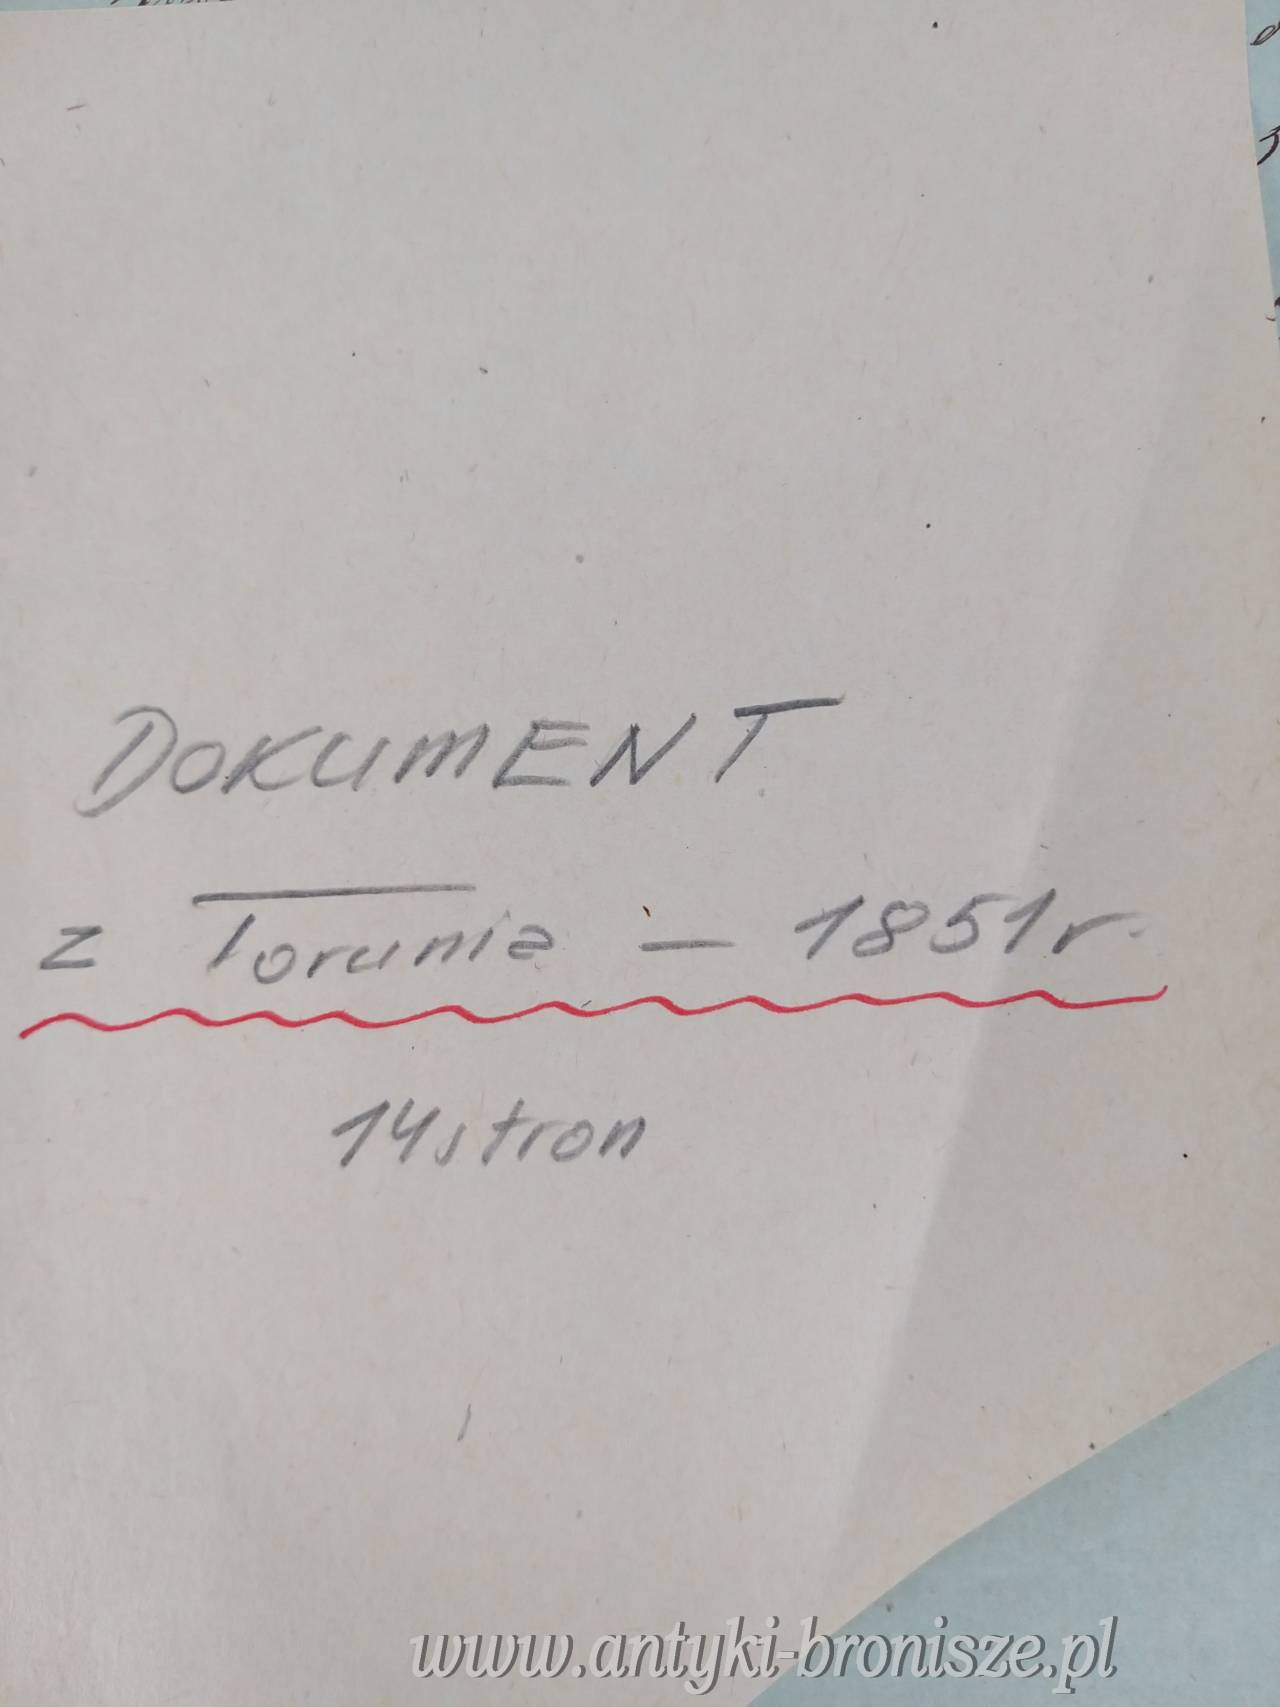 DOKUMENT
z Torunia - 1851r.
14 stron
www.antyki-bronisze.pl